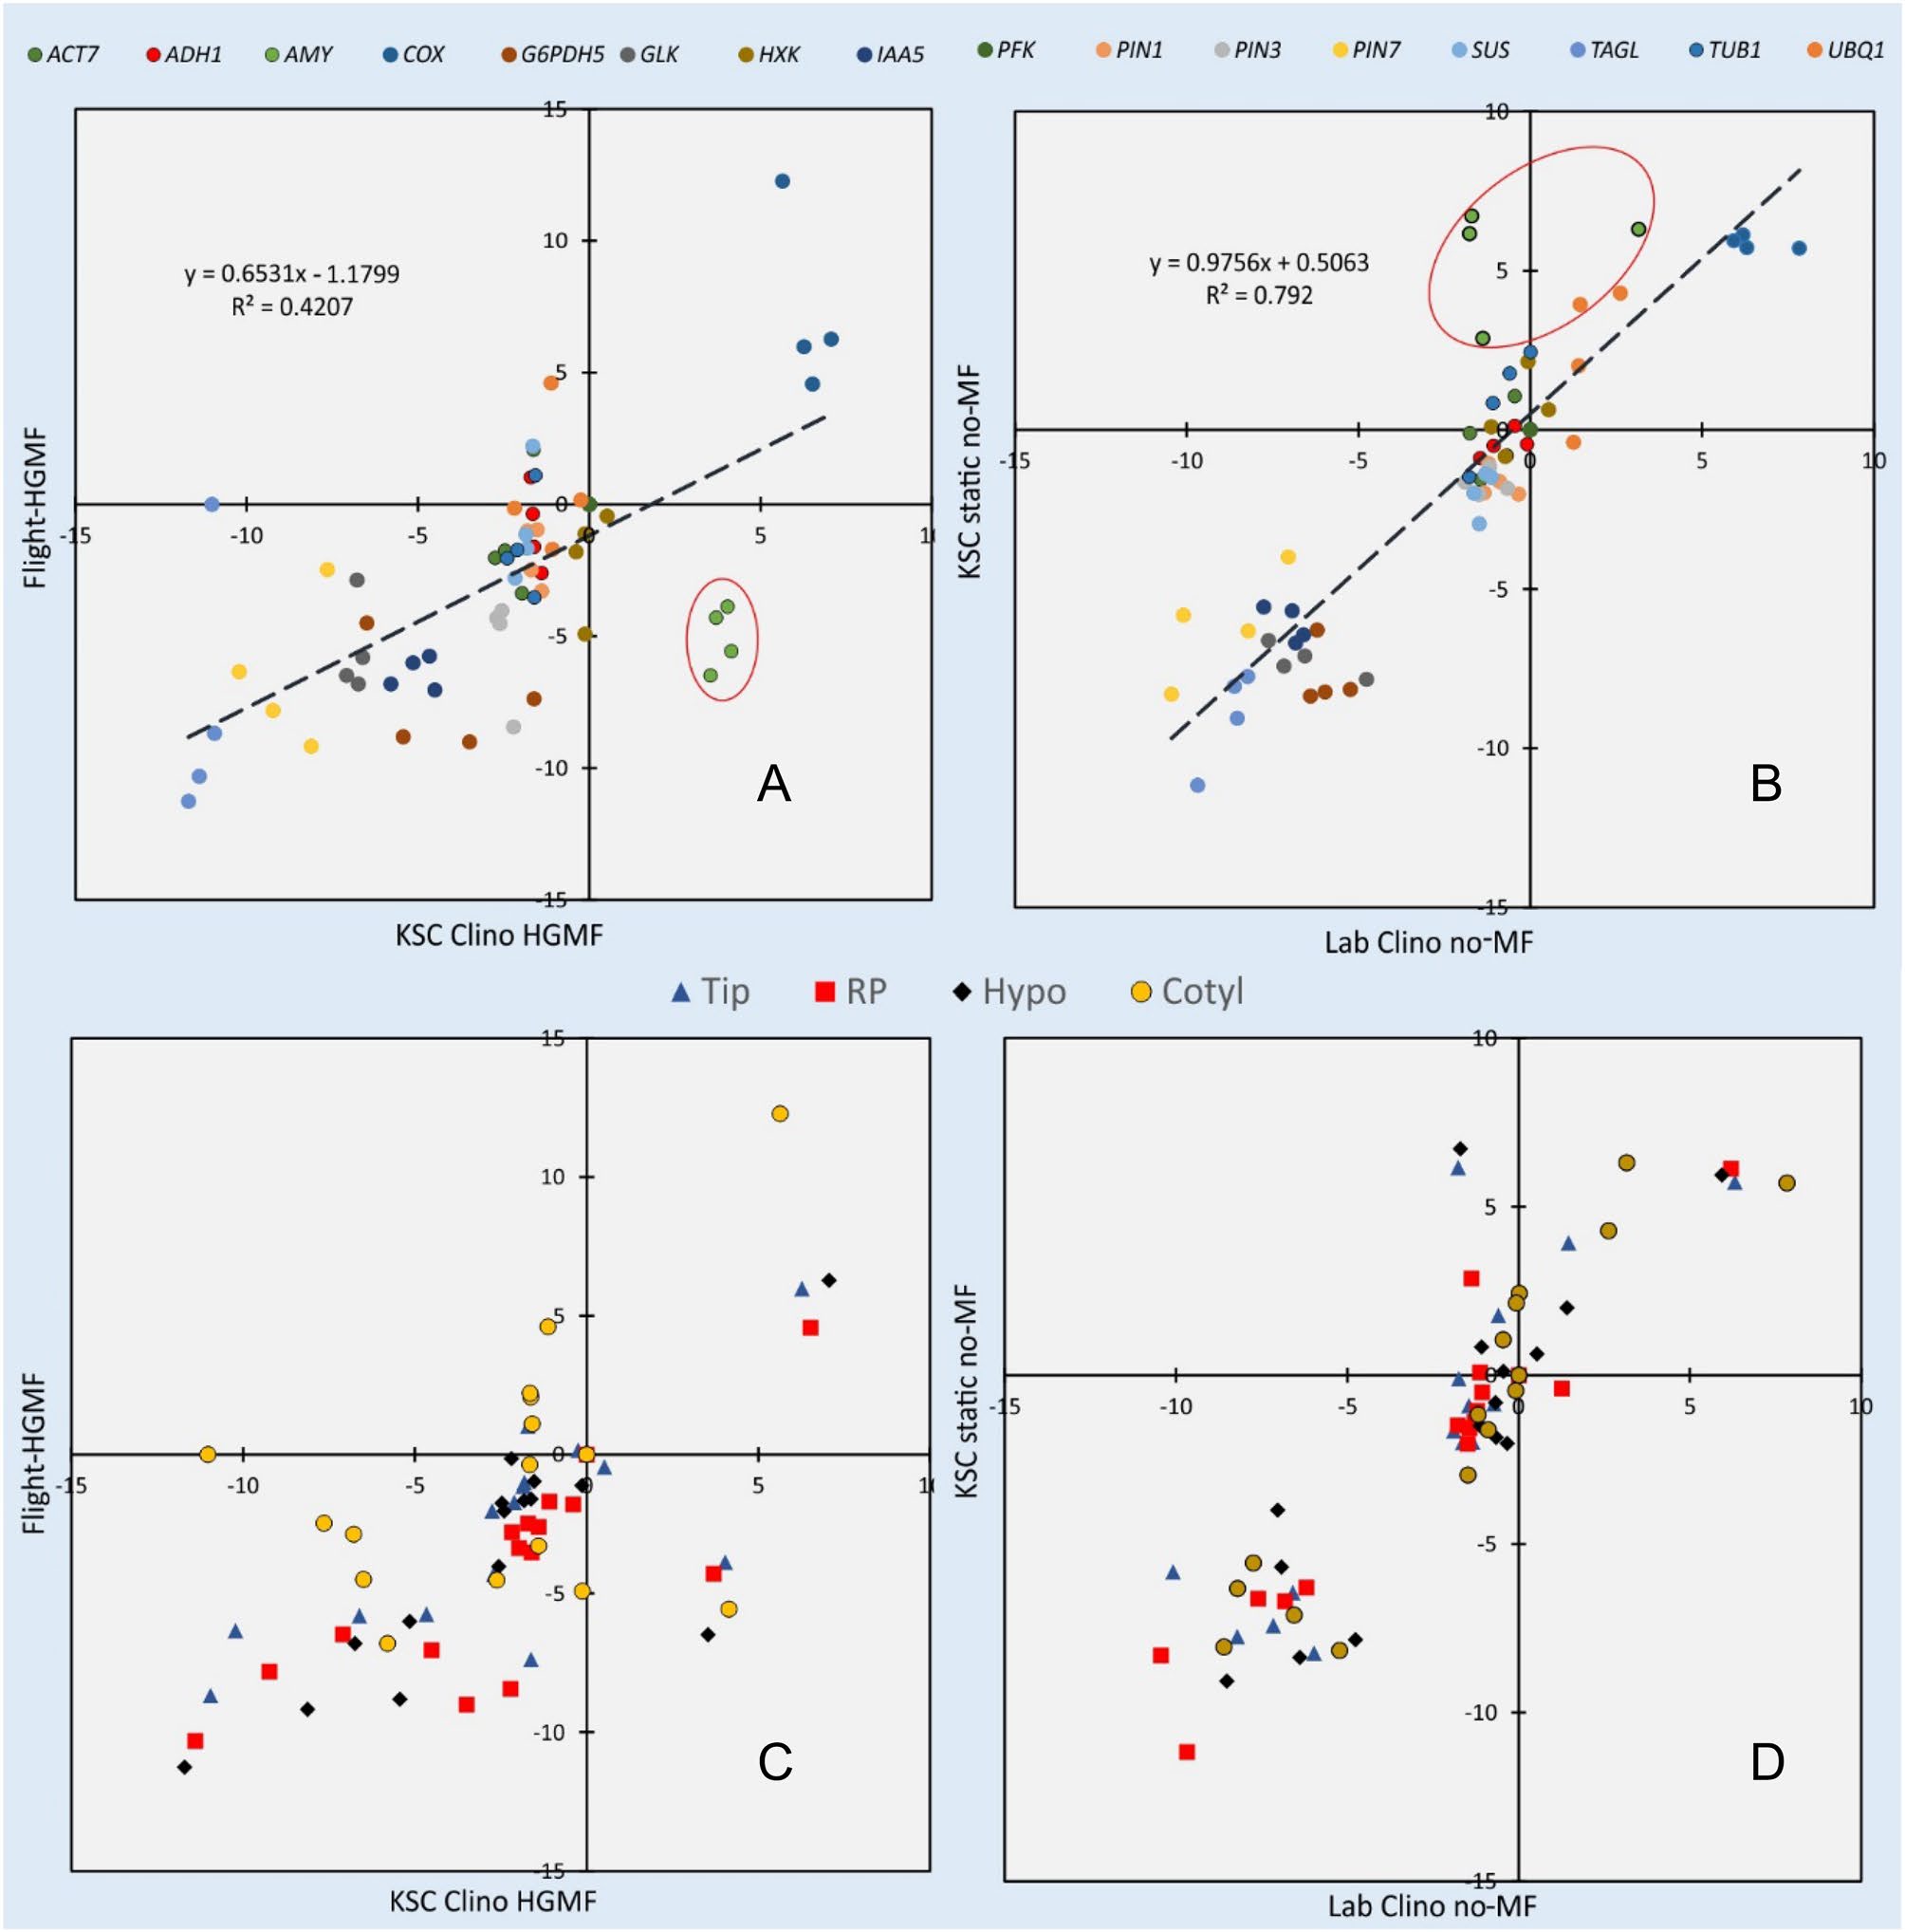 ACT7 ADH1 AMY COX G6PDH5 GLK HXK IAA5 PFK PIN1 PIN3 PIN7 SUS TAGL TUB1 UBQ1
15
10
5
0
-5
-10
-15
-15 -10 -5 0 5 1
y = 0.6531x - 1.1799
R² = 0.4207
Flight-HGMF
KSC Clino HGMF
A
10
5
0
-5
-10
-15
-15 -10 -5 0 5 10
y = 0.9756x + 0.5063
R² = 0.792
KSC static no-MF
Lab Clino no-MF
B
Tip RP Hypo Cotyl
15
10
5
0
-5
-10
-15
-15 -10 -5 0 5 1
Flight-HGMF
KSC Clino HGMF
C
10
5
0
-5
-10
-15
-15 -10 -5 0 5 10
KSC static no-MF
Lab Clino no-MF
D